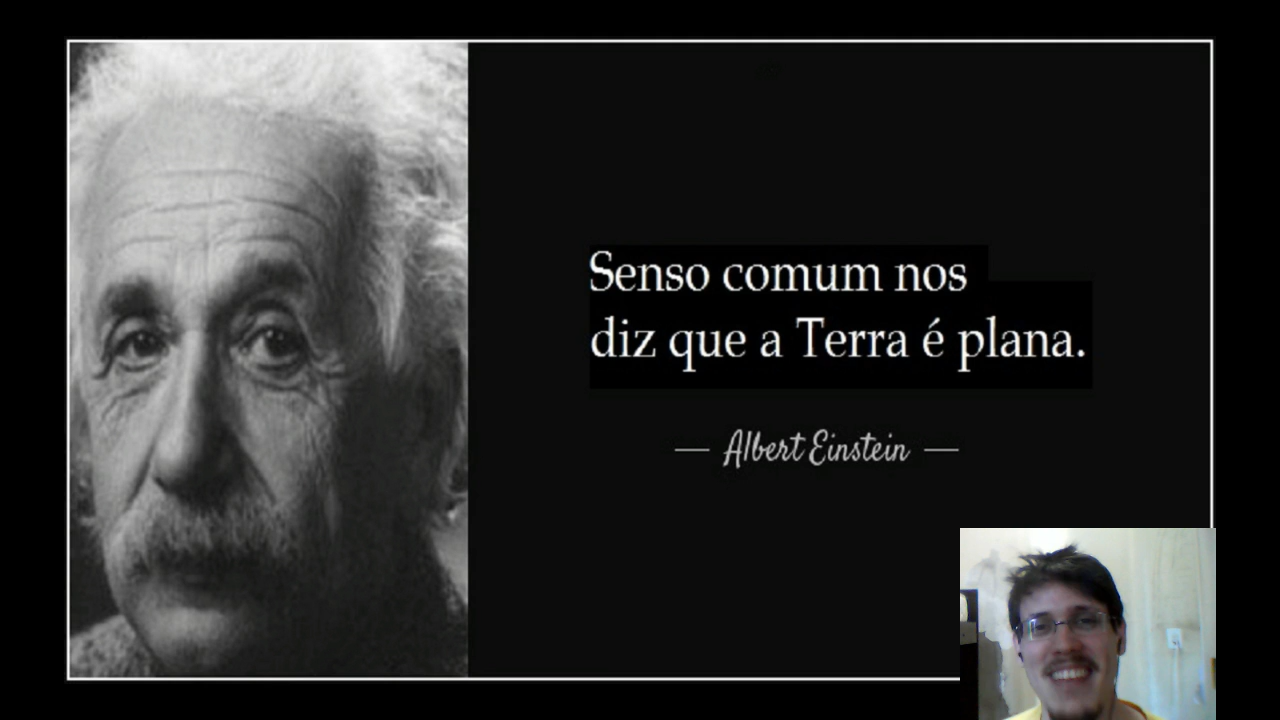 Senso comum nos
diz que a Terra é plana.
— Albert Einstein —